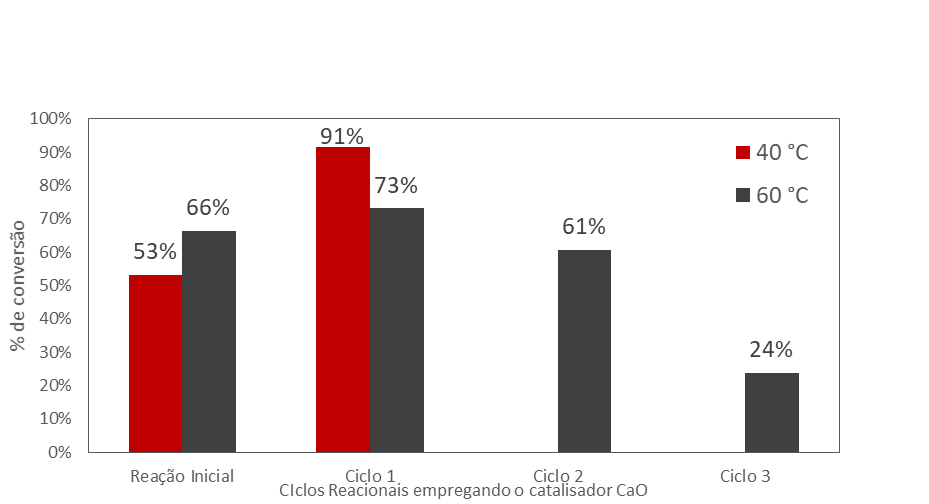 100%
90%
80%
70%
60%
50%
40%
30%
20%
10%
0%
% de conversão
53%
66%
91%
73%
61%
24%
40 °C
60 °C
Reação Inicial
Ciclo 1
Ciclo 2
Ciclo 3
CIclos Reacionais empregando o catalisador CaO